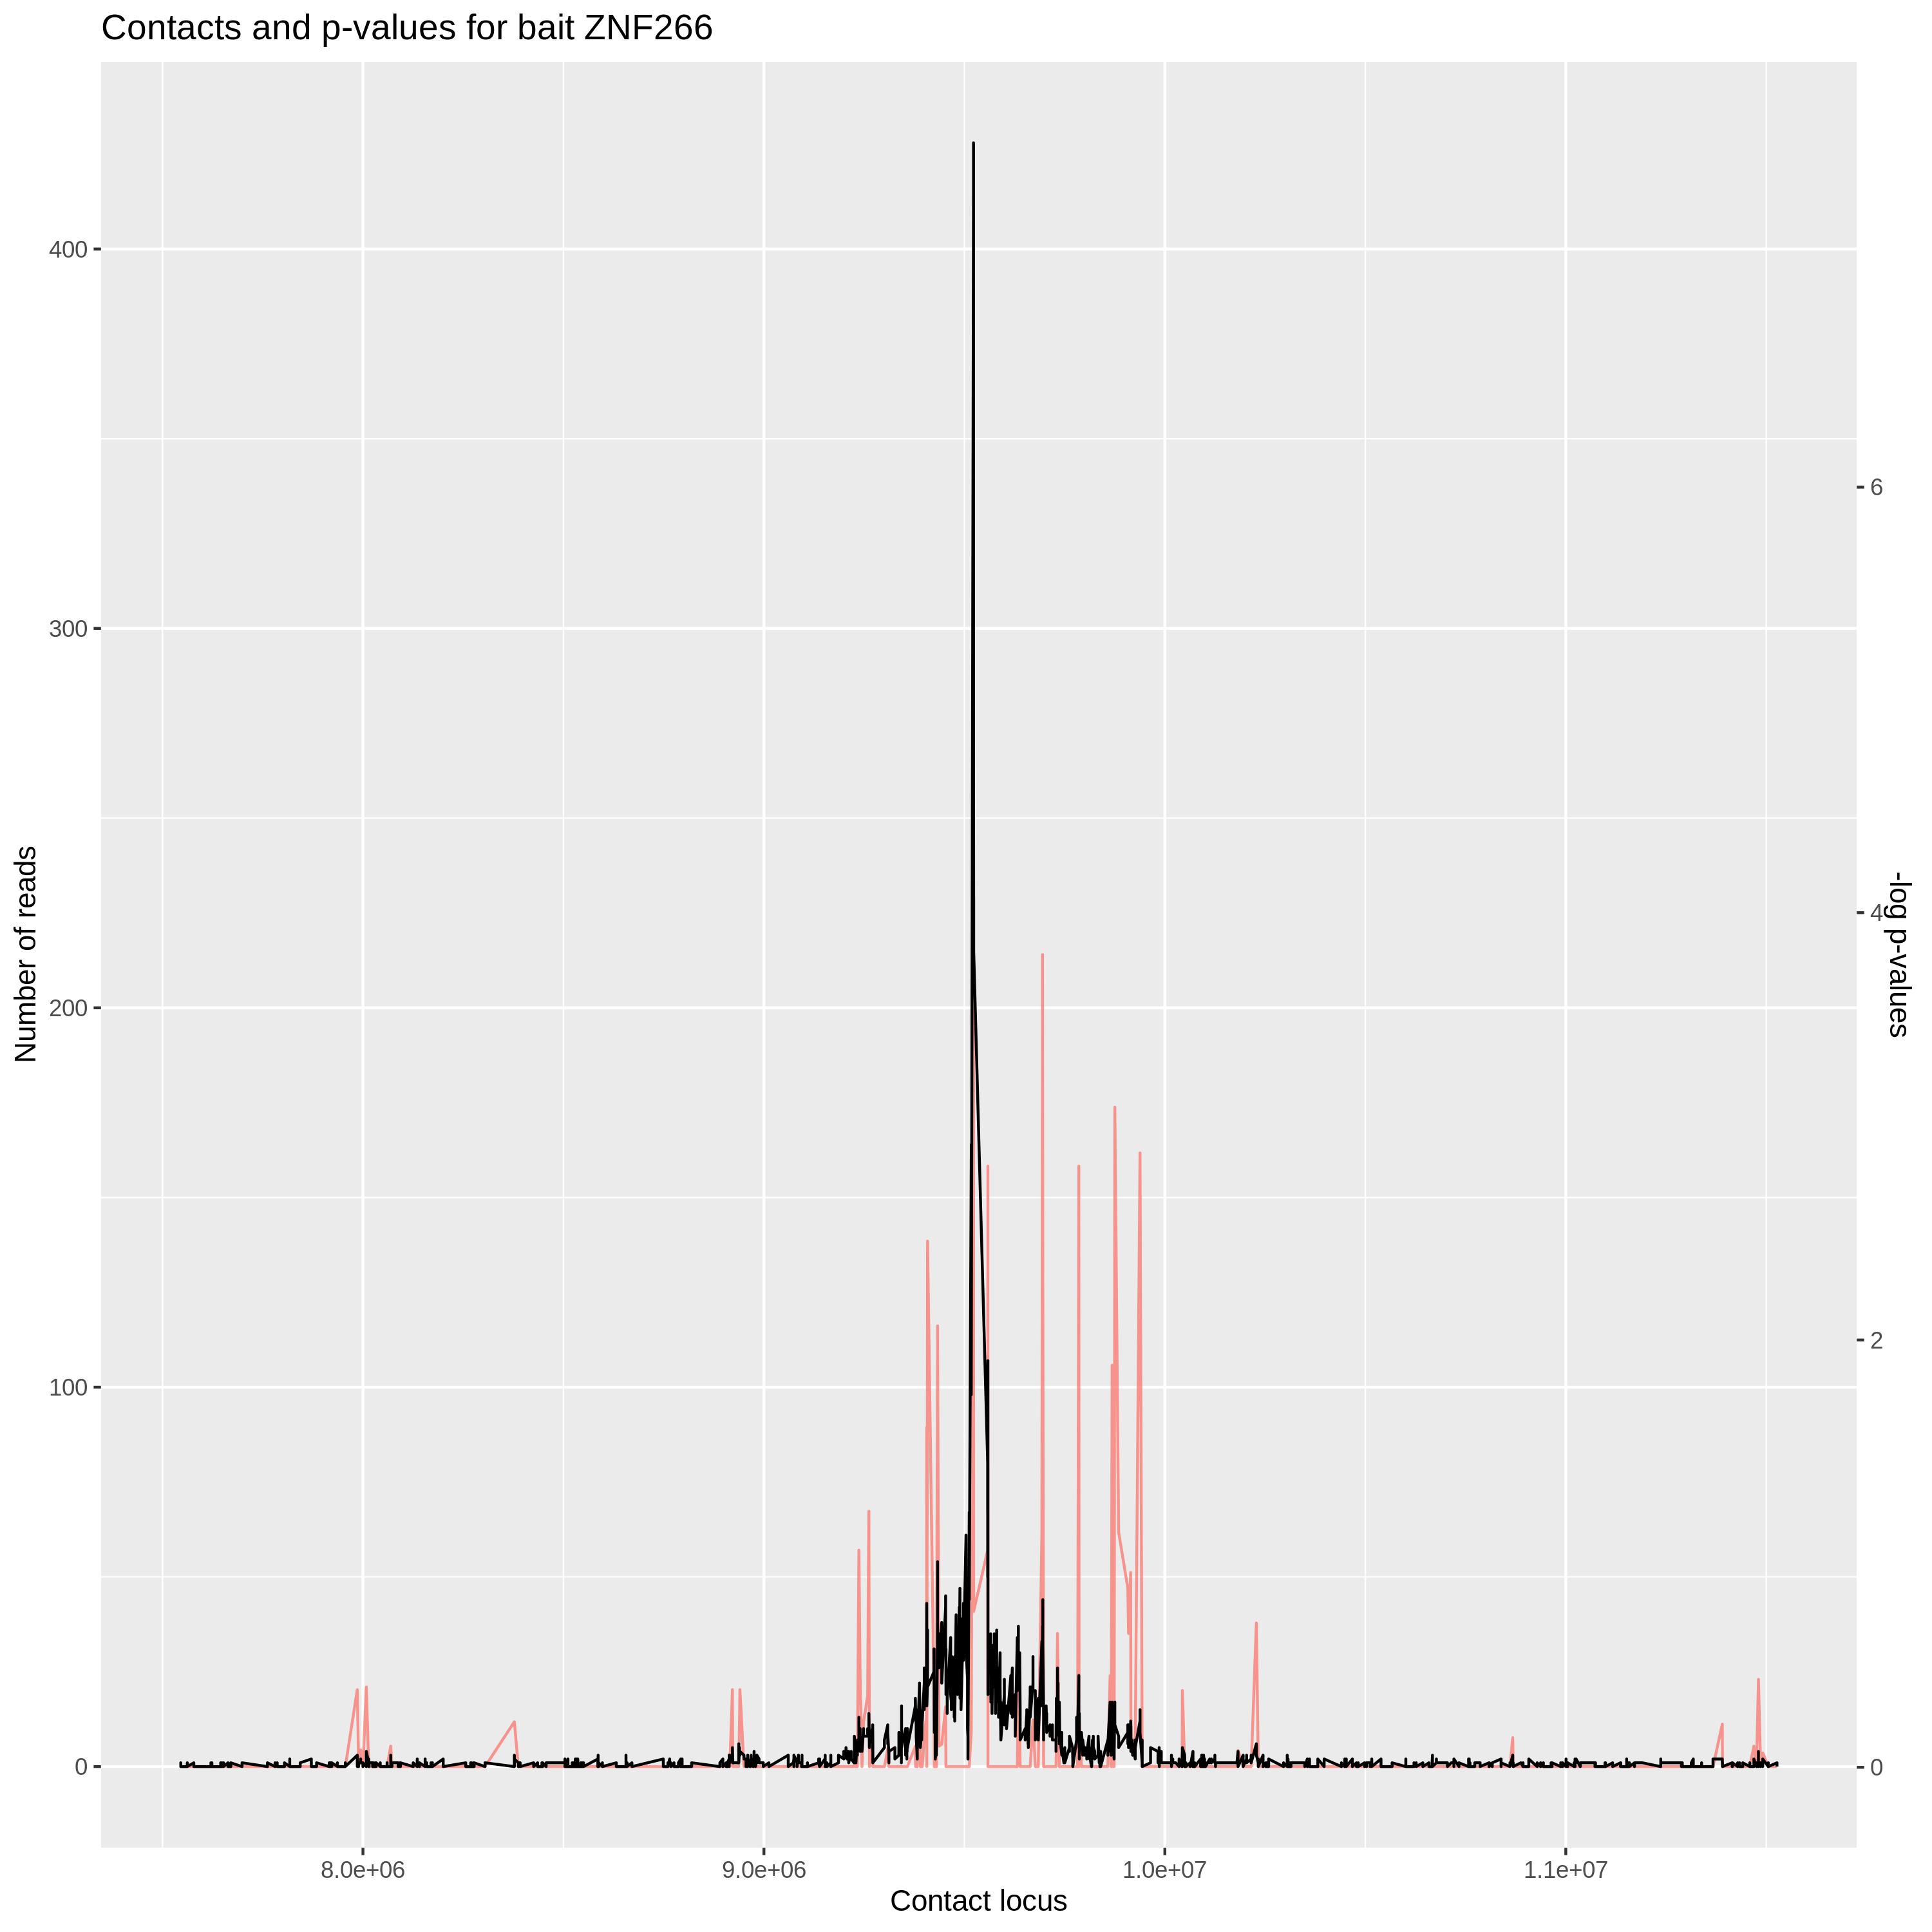 Contacts and p-values for bait ZNF266
400
300
200
100
0
Number of reads
6
4
2
0
-log p-values
8.0e+06
9.0e+06
1.0e+07
1.1e+07
Contact locus